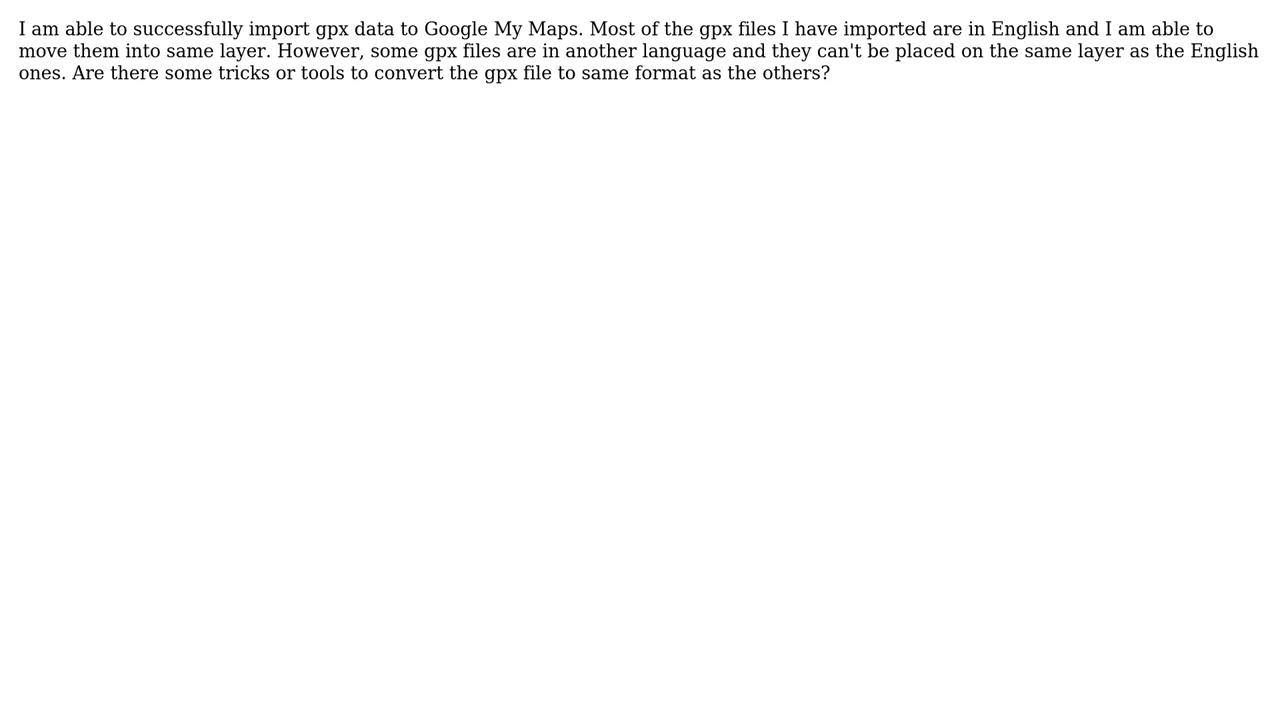 I am able to successfully import gpx data to Google My Maps. Most of the gpx files I have imported are in English and I am able to
move them into same layer. However, some gpx files are in another language and they can't be placed on the same layer as the English
ones. Are there some tricks or tools to convert the gpx file to same format as the others?